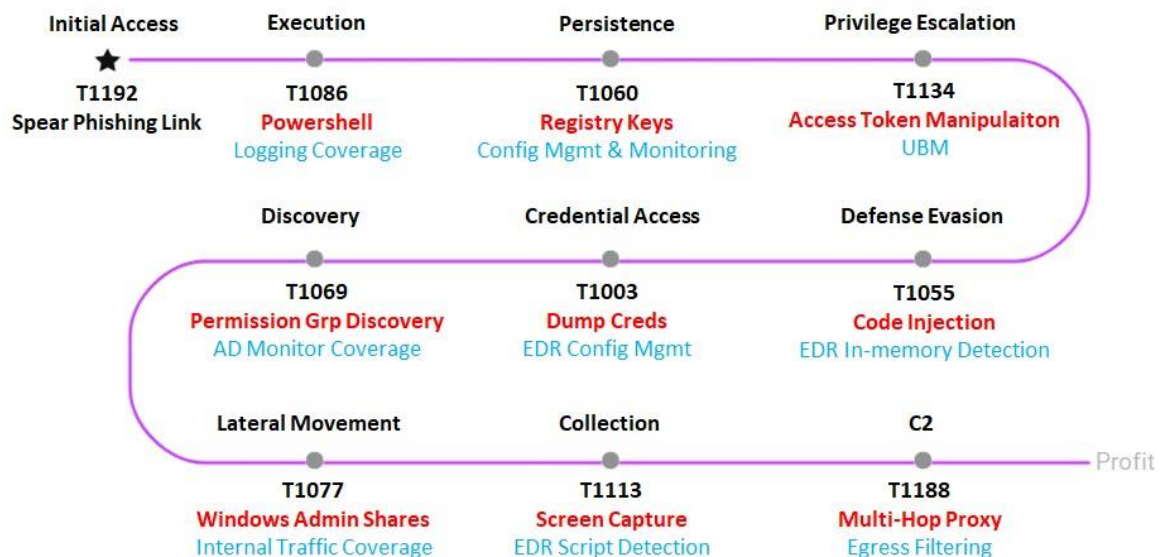 Initial Access
Execution
Persistence
Privilege Escalation
T1192
Spear Phishing Link
T1086
Powershell
Logging Coverage
T1060
Registry Keys
Config Mgmt & Monitoring
T1134
Access Token Manipulaiton
UBM
Discovery
Credential Access
Defense Evasion
T1069
Permission Grp Discovery
AD Monitor Coverage
T1003
Dump Creds
EDR Config Mgmt
T1055
Code Injection
EDR In-memory Detection
Lateral Movement
Collection
C2
Profit
T1077
Windows Admin Shares
Internal Traffic Coverage
T1113
Screen Capture
EDR Script Detection
T1188
Multi-Hop Proxy
Egress Filtering